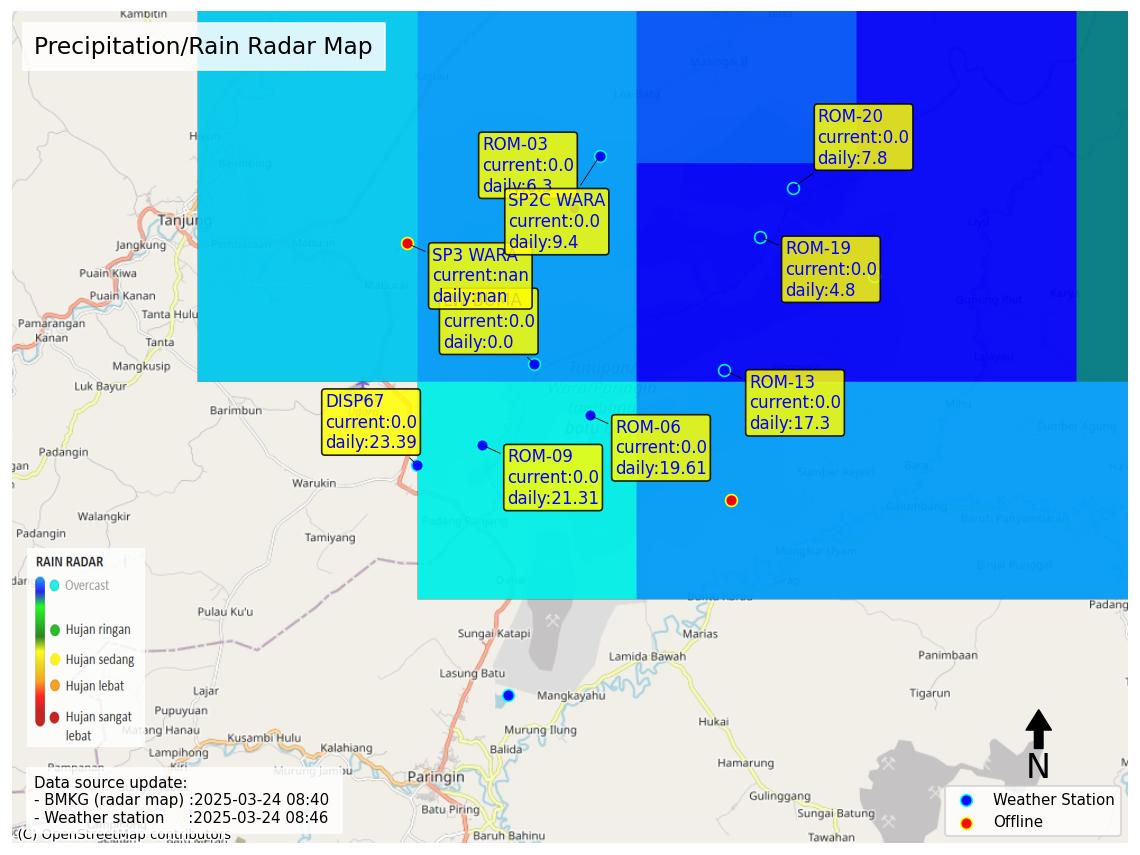 Kambitin
Precipitation/Rain Radar Map
Tanjung
Jangkung
Puain Kiwa
Puain Kanan
Tanta Hulu
Pamarangan
Kanan
Tanta
Mangkusip
Luk Bayur
Barimbun
Padangin
Warukin
Walangkir
Padangin
Tamiyang
ROM-03
current:0.0
daily:6.3
SP2C WARA
current:0.0
daily:9.4
SP3 WARA
current:nan
daily:nan
current:0.0
daily:0.0
ROM-20
current:0.0
daily:7.8
ROM-19
current:0.0
daily:4.8
ROM-13
current:0.0
daily:17.3
DISP67
current:0.0
daily:23.39
ROM-06
current:0.0
daily:19.61
ROM-09
current:0.0
daily:21.31
RAIN RADAR
Overcast
Hujan ringan
Hujan sedang
Hujan lebat
Hujan sangat
lebat
Pulau Ku'u
Lajar
Pupuyuan
Matang Hanau
Lampihong
Kusambi Hulu
Kalahiang
Murung Jambu
Sungai Katapi
Lasung Batu
Mangkayahu
Murung Ilung
Balida
Paringin
Batu Piring
Baruh Bahinu
Marias
Lamida Bawah
Panimbaan
Tigarun
Hukai
Hamarung
Gulinggang
Sungai Batung
Tawahan
Padang
N
Weather Station
Offline
Data source update:
- BMKG (radar map) :2025-03-24 08:40
- Weather station :2025-03-24 08:46
(C) OpenStreetMap contributors